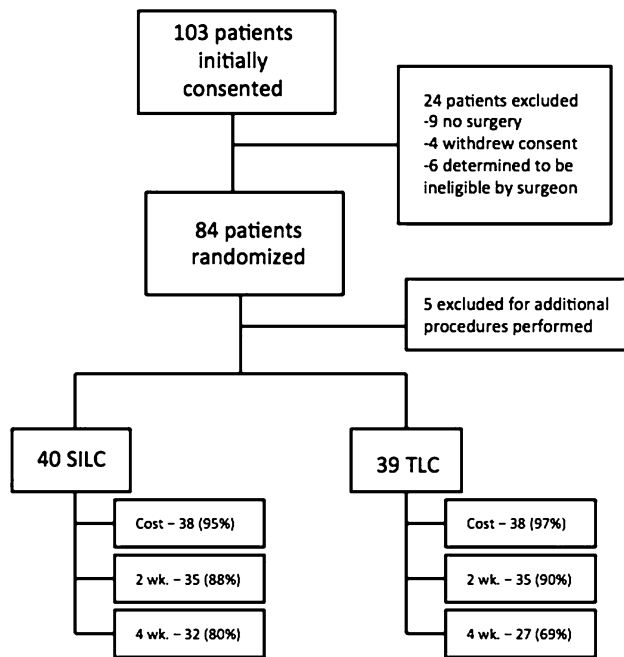 103 patients
initially
consented
24 patients excluded
-9 no surgery
-4 withdrew consent
-6 determined to be
ineligible by surgeon
84 patients
randomized
5 excluded for additional
procedures performed
40 SILC
39 TLC
Cost – 38 (95%)
2 wk. – 35 (88%)
4 wk. – 32 (80%)
Cost – 38 (97%)
2 wk. – 35 (90%)
4 wk. – 27 (69%)